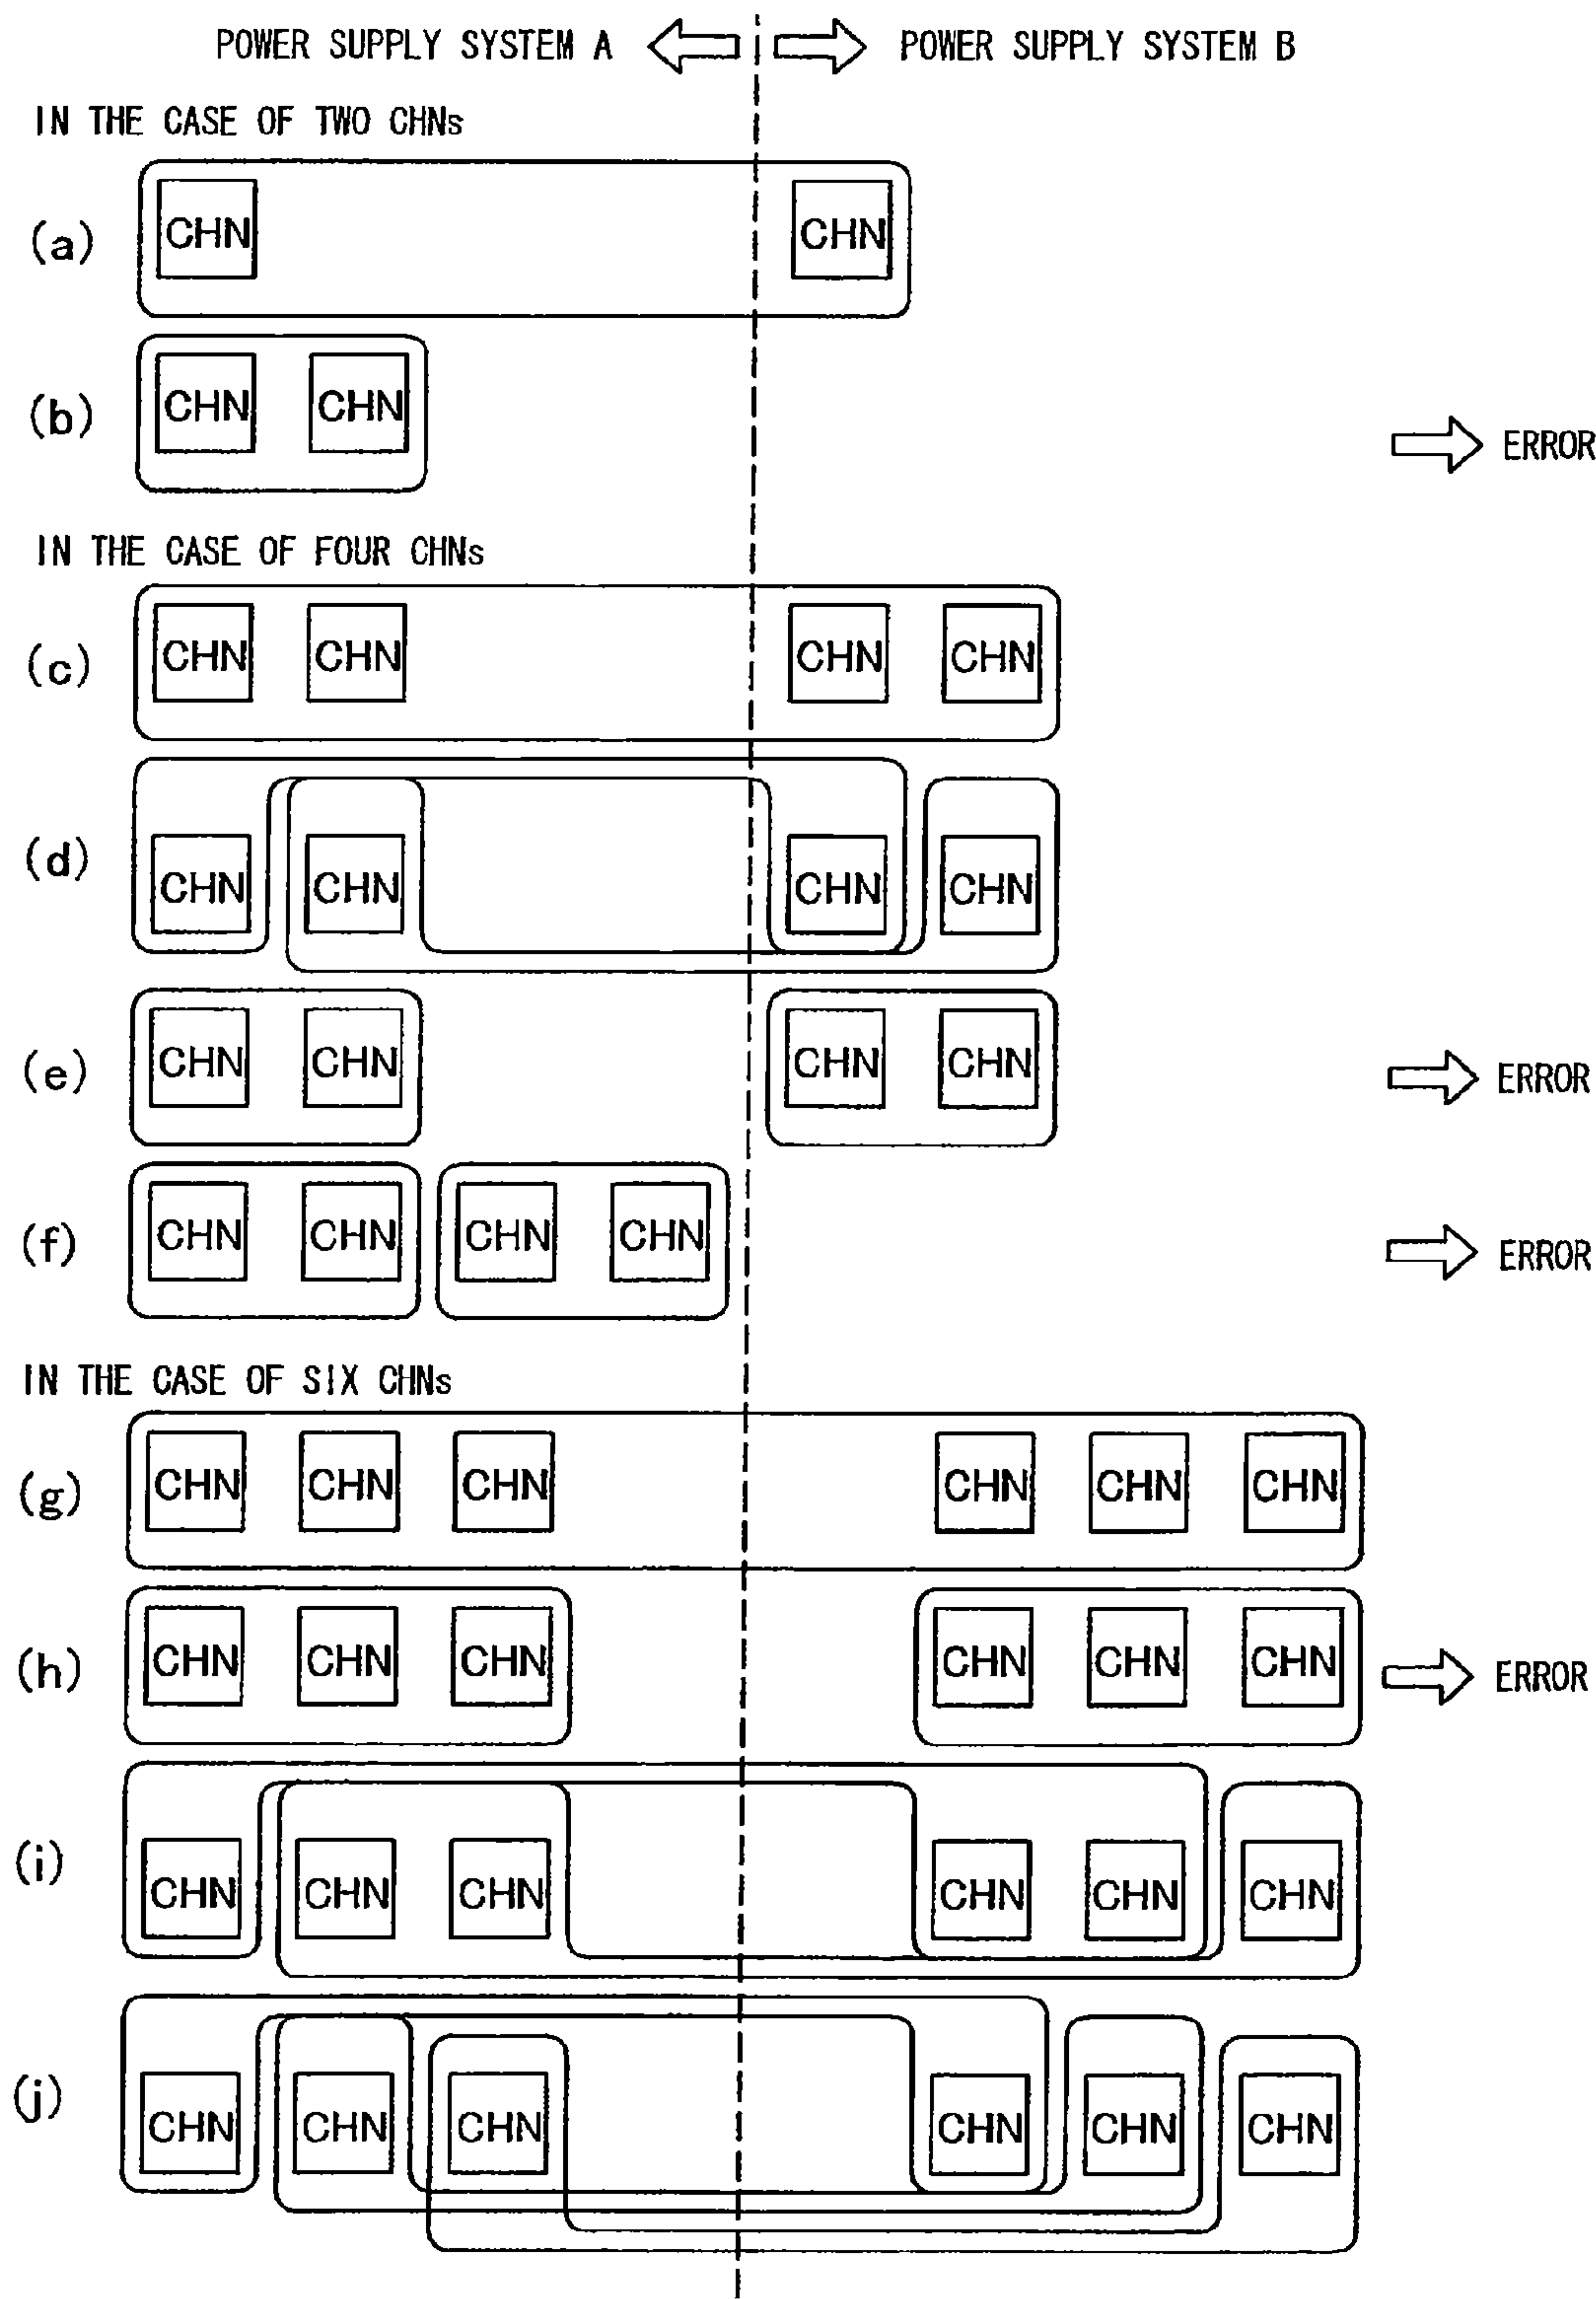 POWER SUPPLY SYSTEM A POWER SUPPLY SYSTEM B
IN THE CASE OF TWO CHNs
(a) CHN CHN
(b) CHN CHN ERROR
IN THE CASE OF FOUR CHNs
(c) CHN CHN CHN CHN
(d) CHN CHN CHN CHN
(e) CHN CHN CHN CHN ERROR
(f) CHN CHN CHN CHN ERROR
IN THE CASE OF SIX CHNs
(g) CHN CHN CHN CHN CHN CHN
(h) CHN CHN CHN CHN CHN CHN ERROR
(i) CHN CHN CHN CHN CHN CHN
(j) CHN CHN CHN CHN CHN CHN